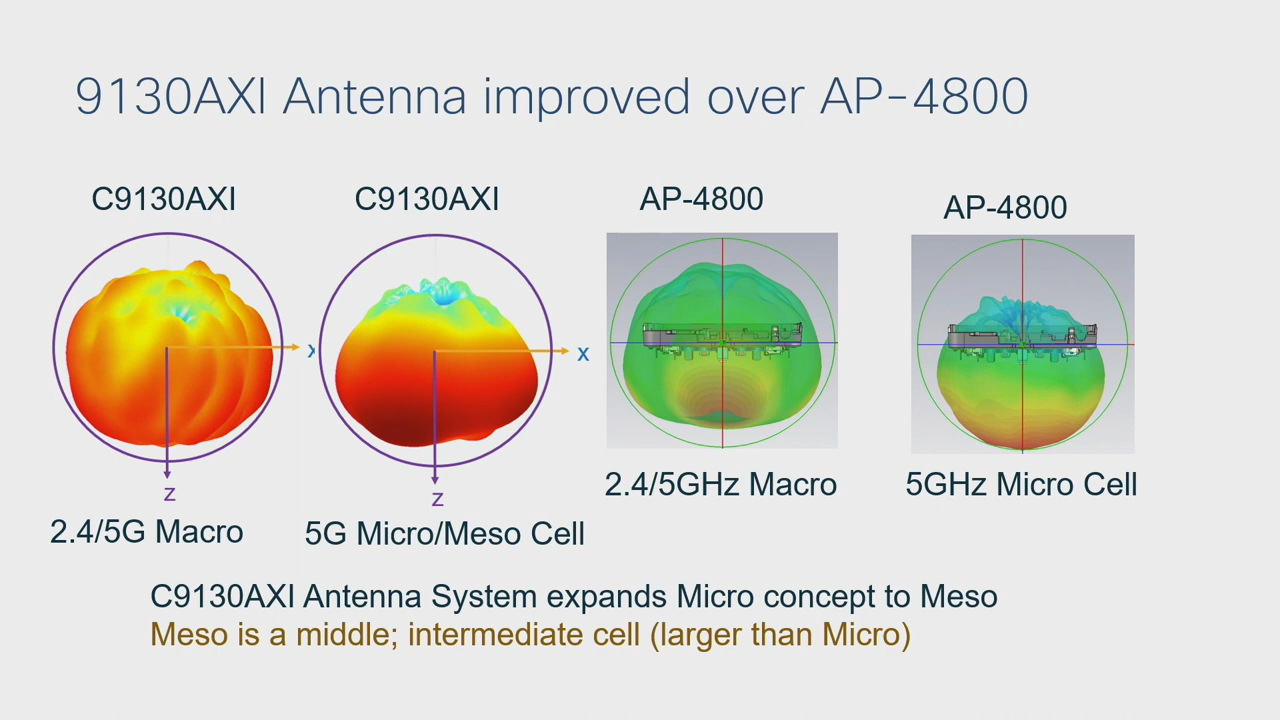 9130AXI Antenna improved over AP-4800
C9130AXI
C9130AXI
AP-4800
AP-4800
x
x
z
z
2.4/5GHz Macro
5GHz Micro Cell
2.4/5G Macro
5G Micro/Meso Cell
C9130AXI Antenna System expands Micro concept to Meso
Meso is a middle; intermediate cell (larger than Micro)